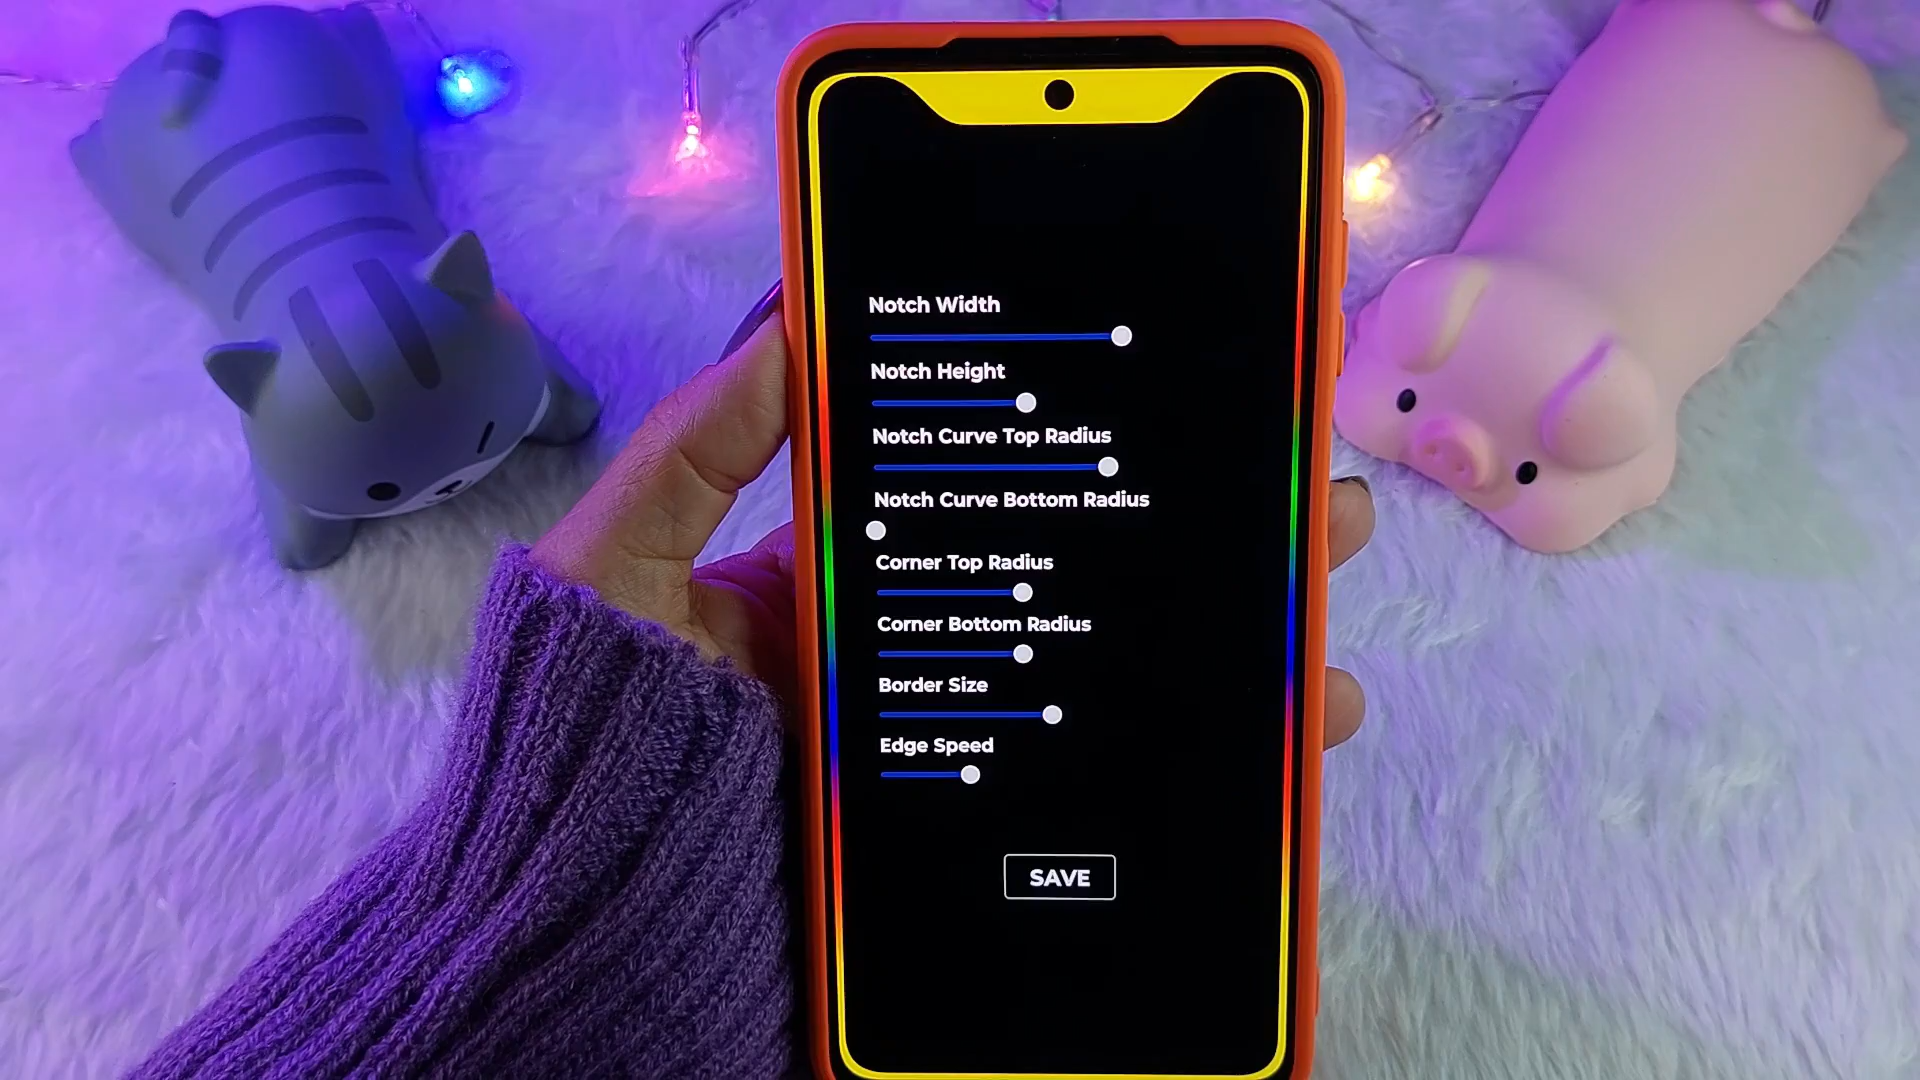 Notch Width
Notch Height
Notch Curve Top Radius
Notch Curve Bottom Radius
Corner Top Radius
Corner Bottom Radius
Border Size
Edge Speed
SAVE